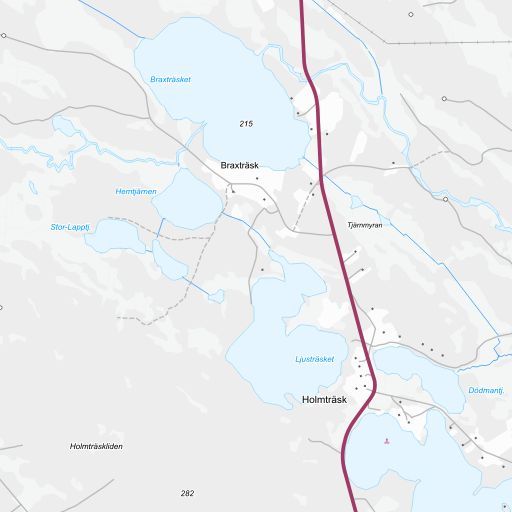 Braxträsket
215
Braxträsk
Hemtjärnen
Stor-Lapptj.
Tjärnmyran
Ljusträsket
Dödmantj.
Holmträsk
Holmträskliden
282